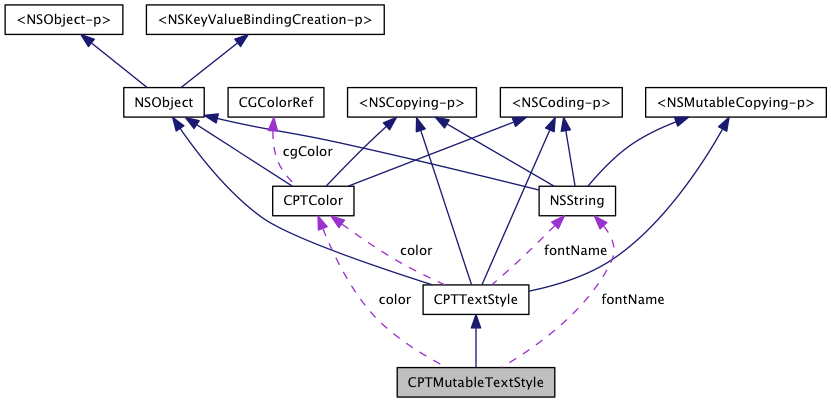 <NSObject-p>
<NSKeyValueBindingCreation-p>
NSObject
CGColorRef
<NSCopying-p>
<NSCoding-p>
<NSMutableCopying-p>
cgColor
CPTColor
NSString
color
fontName
CPTTextStyle
color
fontName
CPTMutableTextStyle